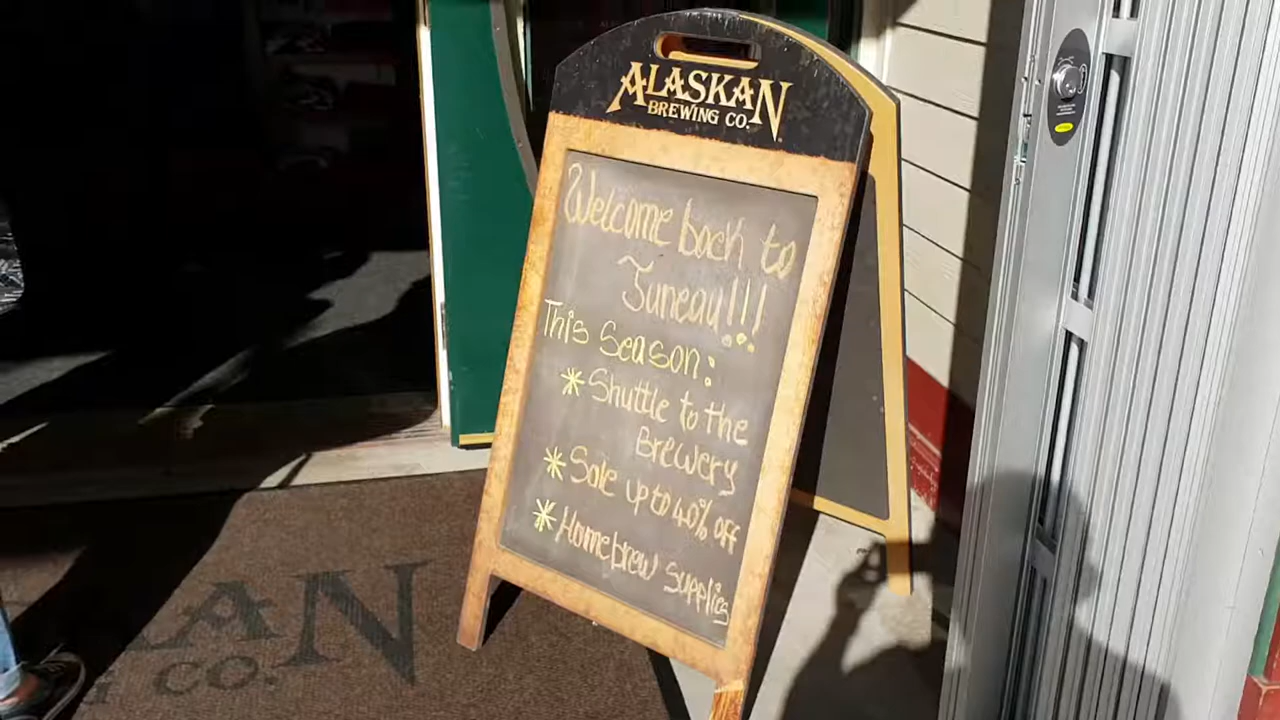 ALASKAN
BREWING CO.
Welcome back to
Juneau!!!
This Season:
* Shuttle to the
Brewery
* Sale up to 40% off
* Homebrew Supplies
KAN
G CO.